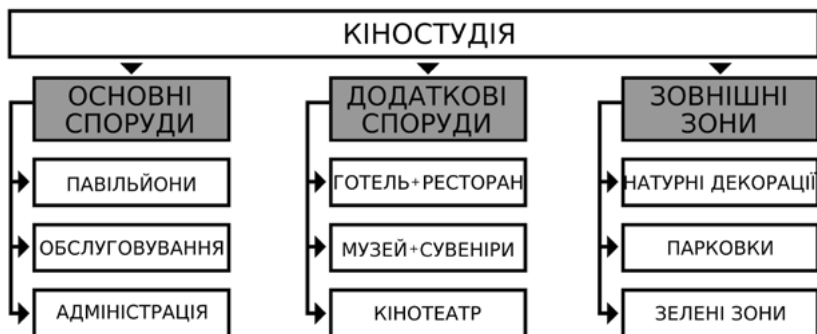 КІНОСТУДІЯ
ОСНОВНІ
СПОРУДИ
ПАВІЛЬЙОНИ
ОБСЛУГОВУВАННЯ
АДМІНІСТРАЦІЯ
ДОДАТКОВІ
СПОРУДИ
ГОТЕЛЬ+РЕСТОРАН
МУЗЕЙ+СУВЕНІРИ
КІНОТЕАТР
ЗОВНІШНІ
ЗОНИ
НАТУРНІ ДЕКОРАЦІЇ
ПАРКОВКИ
ЗЕЛЕНІ ЗОНИ